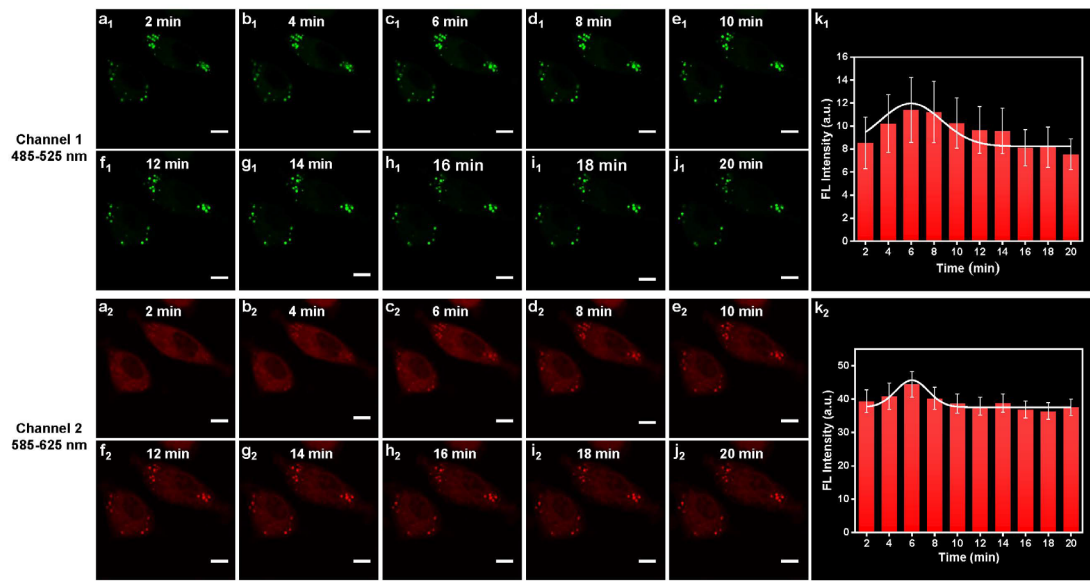 a1 2 min
b1 4 min
c1 6 min
d1 8 min
e1 10 min
k1
Channel 1
485-525 nm
f1 12 min
g1 14 min
h1 16 min
i1 18 min
j1 20 min
FL Intensity (a.u.)
16
14
12
10
8
6
4
2
0
2 4 6 8 10 12 14 16 18 20
Time (min)
a2 2 min
b2 4 min
c2 6 min
d2 8 min
e2 10 min
k2
Channel 2
585-625 nm
f2 12 min
g2 14 min
h2 16 min
i2 18 min
j2 20 min
FL Intensity (a.u.)
50
40
30
20
10
0
2 4 6 8 10 12 14 16 18 20
Time (min)